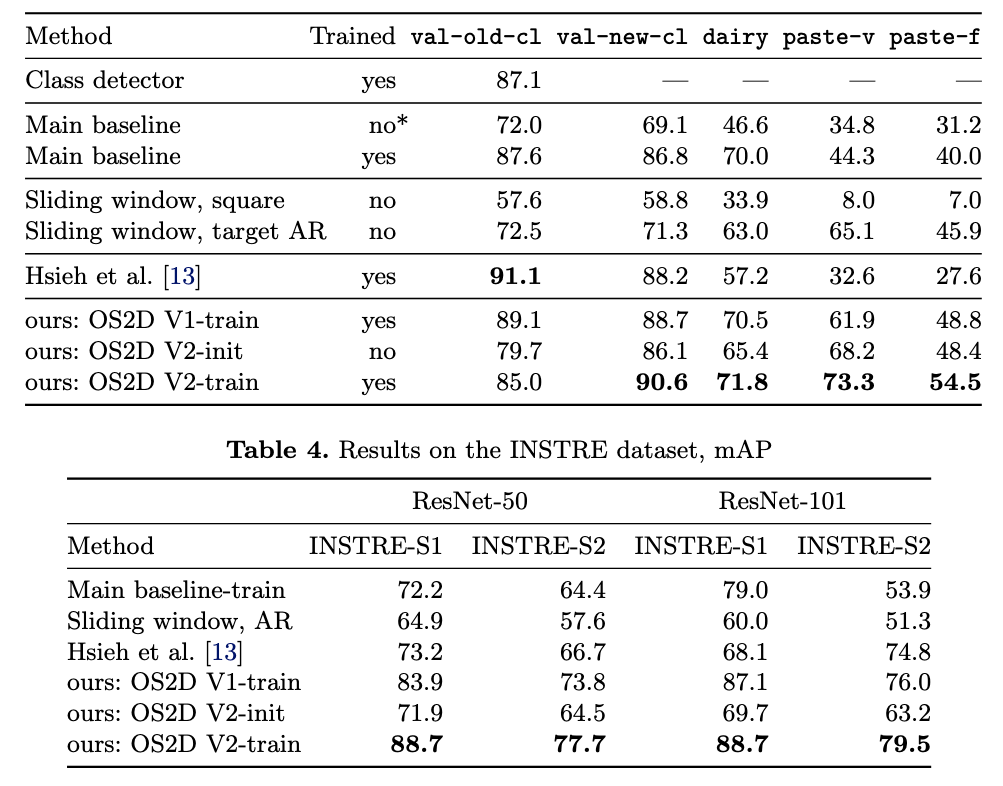 Method Trained val-old-cl val-new-cl dairy paste-v paste-f
Class detector yes 87.1 — — — —
Main baseline no* 72.0 69.1 46.6 34.8 31.2
Main baseline yes 87.6 86.8 70.0 44.3 40.0
Sliding window, square no 57.6 58.8 33.9 8.0 7.0
Sliding window, target AR no 72.5 71.3 63.0 65.1 45.9
Hsieh et al. [13] yes 91.1 88.2 57.2 32.6 27.6
ours: OS2D V1-train yes 89.1 88.7 70.5 61.9 48.8
ours: OS2D V2-init no 79.7 86.1 65.4 68.2 48.4
ours: OS2D V2-train yes 85.0 90.6 71.8 73.3 54.5
Table 4. Results on the INSTRE dataset, mAP
ResNet-50 ResNet-101
Method INSTRE-S1 INSTRE-S2 INSTRE-S1 INSTRE-S2
Main baseline-train 72.2 64.4 79.0 53.9
Sliding window, AR 64.9 57.6 60.0 51.3
Hsieh et al. [13] 73.2 66.7 68.1 74.8
ours: OS2D V1-train 83.9 73.8 87.1 76.0
ours: OS2D V2-init 71.9 64.5 69.7 63.2
ours: OS2D V2-train 88.7 77.7 88.7 79.5